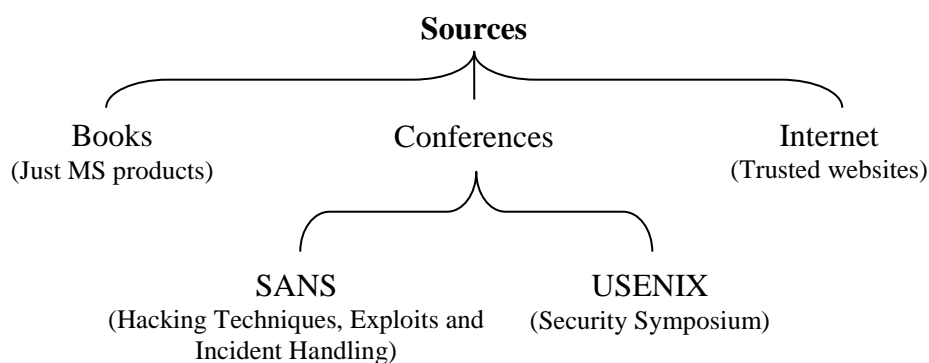 Sources
Books
(Just MS products)
Conferences
Internet
(Trusted websites)
SANS
(Hacking Techniques, Exploits and
Incident Handling)
USENIX
(Security Symposium)